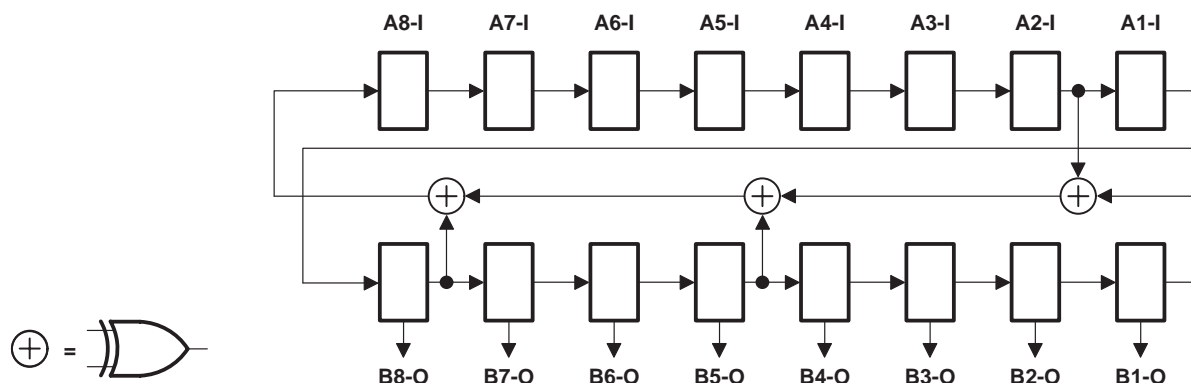 A8-I A7-I A6-I A5-I A4-I A3-I A2-I A1-I
=
B8-O B7-O B6-O B5-O B4-O B3-O B2-O B1-O